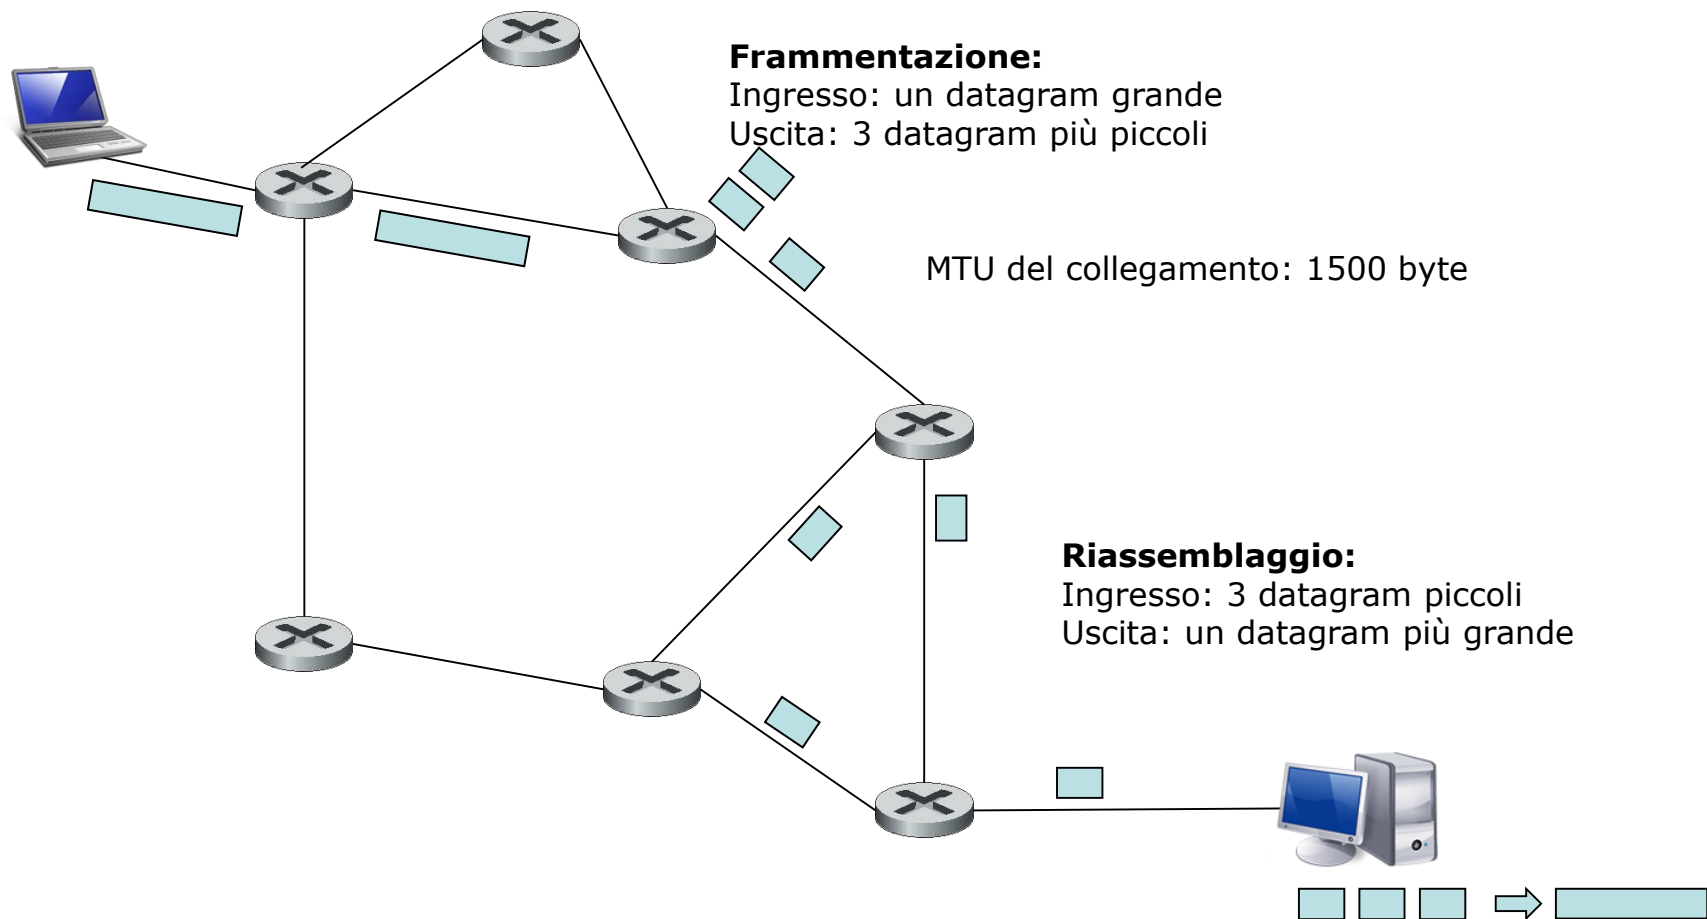 Frammentazione:
Ingresso: un datagram grande
Uscita: 3 datagram più piccoli
MTU del collegamento: 1500 byte
Riassemblaggio:
Ingresso: 3 datagram piccoli
Uscita: un datagram più grande